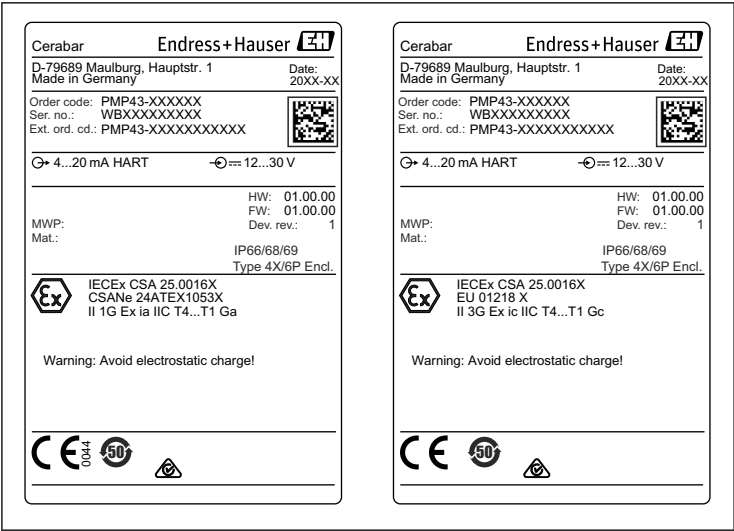 Cerabar Endress+Hauser EH
D-79689 Maulburg, Hauptstr. 1
Made in Germany
Date:
20XX-XX
Order code: PMP43-XXXXXX
Ser. no.: WBXXXXXXXXX
Ext. ord. cd.: PMP43-XXXXXXXXXXX
4...20 mA HART 12...30 V
HW: 01.00.00
FW: 01.00.00
MWP: Dev. rev.: 1
Mat.:
IP66/68/69
Type 4X/6P Encl.
Ex
IECEx CSA 25.0016X
CSANe 24ATEX1053X
II 1G Ex ia IIC T4...T1 Ga
Warning: Avoid electrostatic charge!
CE 0044 50
Cerabar Endress+Hauser EH
D-79689 Maulburg, Hauptstr. 1
Made in Germany
Date:
20XX-XX
Order code: PMP43-XXXXXX
Ser. no.: WBXXXXXXXXX
Ext. ord. cd.: PMP43-XXXXXXXXXXX
4...20 mA HART 12...30 V
HW: 01.00.00
FW: 01.00.00
MWP: Dev. rev.: 1
Mat.:
IP66/68/69
Type 4X/6P Encl.
Ex
IECEx CSA 25.0016X
EU 01218 X
II 3G Ex ic IIC T4...T1 Gc
Warning: Avoid electrostatic charge!
CE 50